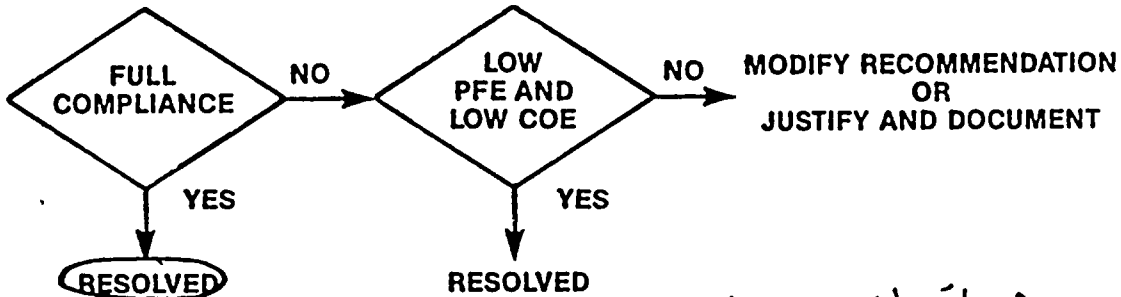 FULL
COMPLIANCE
NO
LOW
PFE AND
LOW COE
NO
MODIFY RECOMMENDATION
OR
JUSTIFY AND DOCUMENT
YES
YES
RESOLVED
RESOLVED